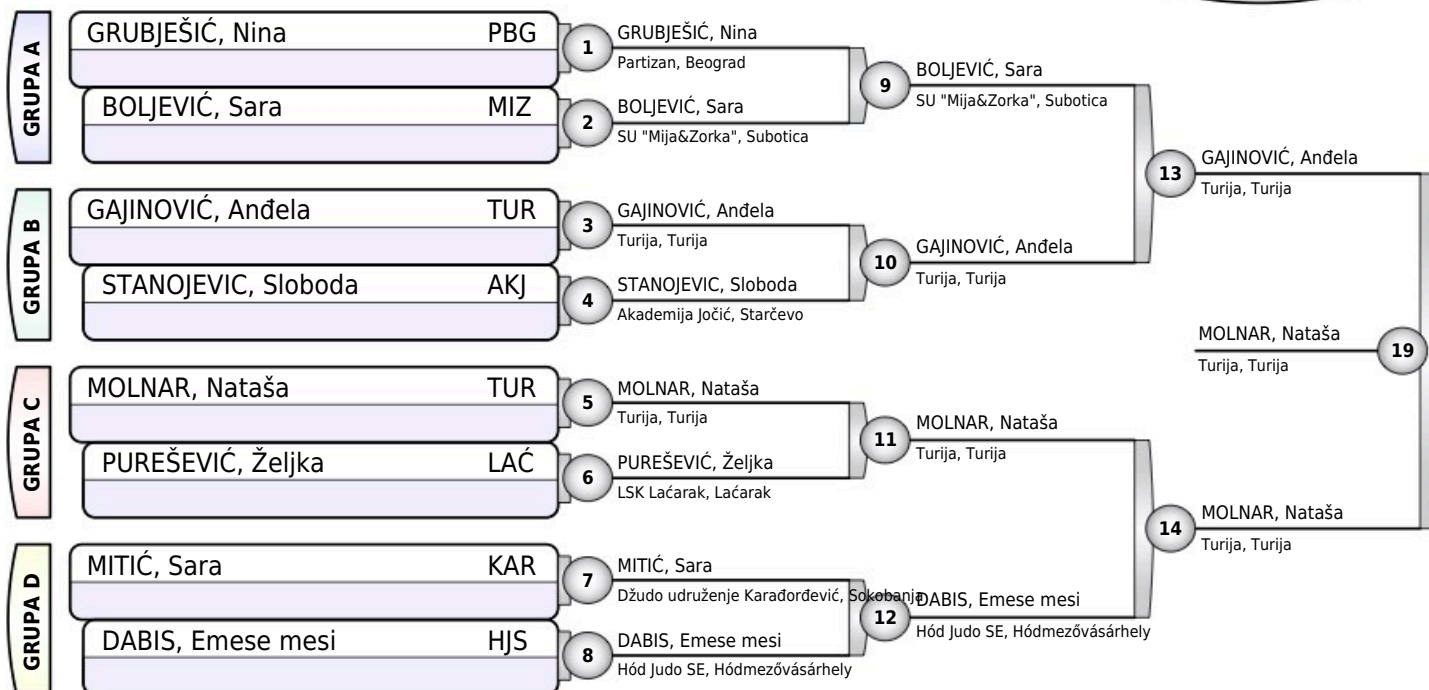 GRUPA A
GRUBJEŠIĆ, Nina PBG
BOLJEVIĆ, Sara MIZ
1
GRUBJEŠIĆ, Nina
Partizan, Beograd
2
BOLJEVIĆ, Sara
SU "Mija&Zorka", Subotica
9
BOLJEVIĆ, Sara
SU "Mija&Zorka", Subotica
GRUPA B
GAJINOVIĆ, Anđela TUR
STANOJEVIC, Sloboda AKJ
3
GAJINOVIĆ, Anđela
Turija, Turija
4
STANOJEVIC, Sloboda
Akademija Jočić, Starčevo
10
GAJINOVIĆ, Anđela
Turija, Turija
13
GAJINOVIĆ, Anđela
Turija, Turija
GRUPA C
MOLNAR, Nataša TUR
PUREŠEVIĆ, Željka LAĆ
5
MOLNAR, Nataša
Turija, Turija
6
PUREŠEVIĆ, Željka
LSK Laćarak, Laćarak
11
MOLNAR, Nataša
Turija, Turija
GRUPA D
MITIĆ, Sara KAR
DABIS, Emese mesi HJS
7
MITIĆ, Sara
Džudo udruženje Karađorđević, Sokobanja
8
DABIS, Emese mesi
Hód Judo SE, Hódmezővásárhely
12
DABIS, Emese mesi
Hód Judo SE, Hódmezővásárhely
14
MOLNAR, Nataša
Turija, Turija
MOLNAR, Nataša
Turija, Turija
19